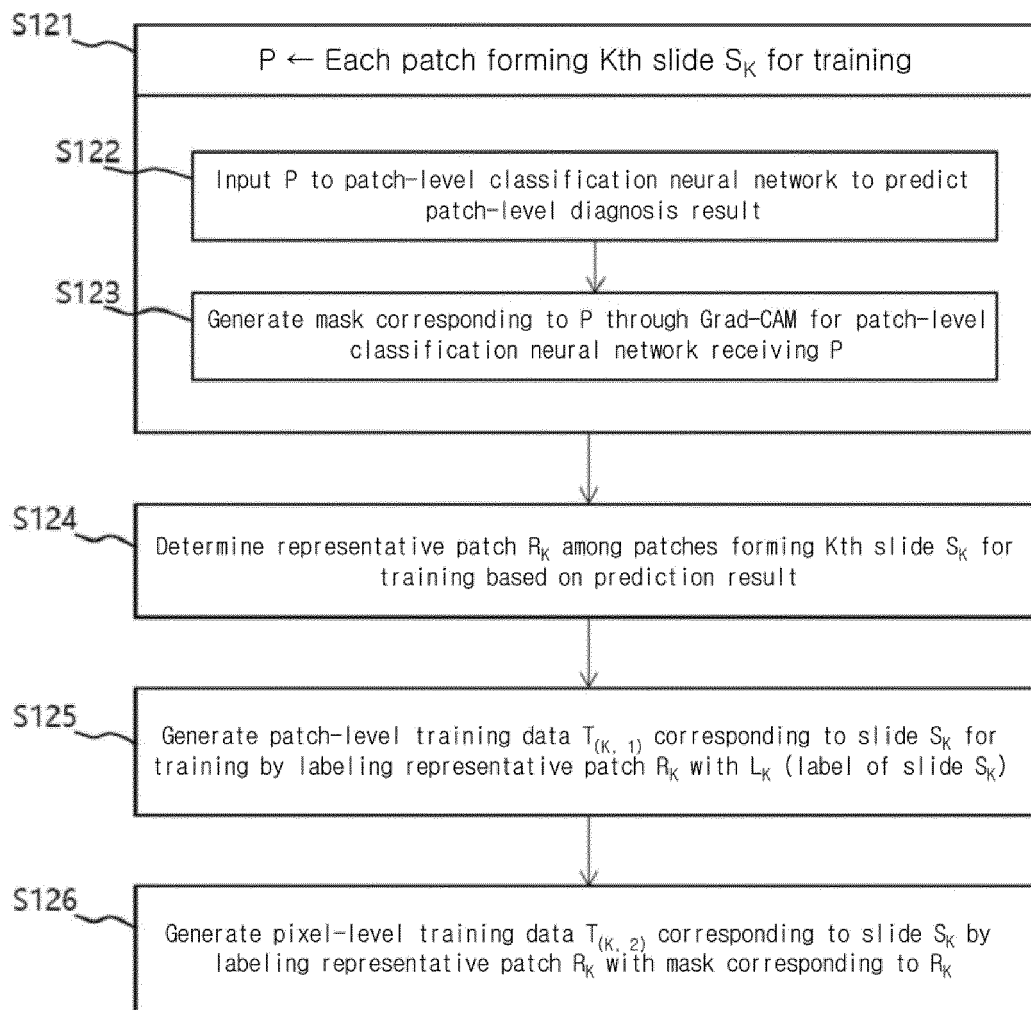 S121
P ← Each patch forming Kth slide S_K for training
S122
Input P to patch-level classification neural network to predict
patch-level diagnosis result
S123
Generate mask corresponding to P through Grad-CAM for patch-level
classification neural network receiving P
S124
Determine representative patch R_K among patches forming Kth slide S_K for
training based on prediction result
S125
Generate patch-level training data T_(K, 1) corresponding to slide S_K for
training by labeling representative patch R_K with L_K (label of slide S_K)
S126
Generate pixel-level training data T_(K, 2) corresponding to slide S_K by
labeling representative patch R_K with mask corresponding to R_K